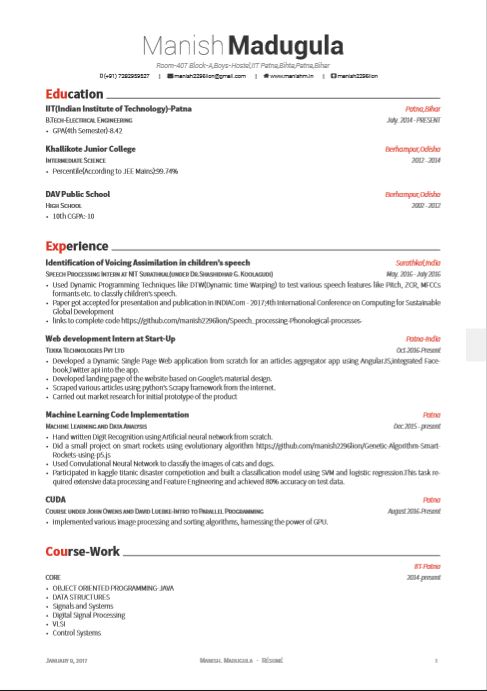 Manish Madugula
Room-407 Block-A,Boys-Hostel,IIT Patna,Bihta,Patna,Bihar
(+91) 7282959527 | manish2296lion@gmail.com | www.manishm.in | manish2296lion
Education
IIT(Indian Institute of Technology)-Patna Patna,Bihar
B.Tech-Electrical Engineering July. 2014 - PRESENT
• GPA(4th Semester)-8.42
Khallikote Junior College Berhampur,Odisha
Intermediate Science 2012 - 2014
• Percentile(According to JEE Mains):99.74%
DAV Public School Berhampur,Odisha
High School 2002 - 2012
• 10th CGPA:-10
Experience
Identification of Voicing Assimilation in children's speech Surathkal,India
Speech Processing Intern at NIT Surathkal(under Dr.Shashidhar G. Koolagudi) May. 2016 - July 2016
• Used Dynamic Programming Techniques like DTW(Dynamic time Warping) to test various speech features like Pitch, ZCR, MFCCs
formants etc. to classify children's speech.
• Paper got accepted for presentation and publication in INDIACom - 2017;4th International Conference on Computing for Sustainable
Global Development
• links to complete code https://github.com/manish2296lion/Speech_processing-Phonological-processes-
Web development Intern at Start-Up Patna-India
Tekra Technologies Pvt Ltd Oct.2016-Present
• Developed a Dynamic Single Page Web application from scratch for an articles aggregator app using AngularJS,integrated Face-
book,Twitter api into the app.
• Developed landing page of the website based on Google's material design.
• Scraped various articles using python's Scrapy framework from the Internet.
• Carried out market research for initial prototype of the product
Machine Learning Code Implementation Patna
Machine Learning and Data Analysis Dec 2015 - present
• Hand written Digit Recognition using Artificial neural network from scratch.
• Did a small project on smart rockets using evolutionary algorithm https://github.com/manish2296lion/Genetic-Algorithm-Smart-
Rockets-using-p5.js
• Used Convulational Neural Network to classify the images of cats and dogs.
• Participated in kaggle titanic disaster competiotion and built a classification model using SVM and logistic regression.This task re-
quired extensive data processing and Feature Engineering and achieved 80% accuracy on test data.
CUDA Patna
Course under John Owens and David Luebke-Intro to Parallel Programming August 2016-Present
• Implemented various image processing and sorting algorithms, harnessing the power of GPU.
Course-Work
IIT-Patna
CORE 2014-present
• OBJECT ORIENTED PROGRAMMING-JAVA
• DATA STRUCTURES
• Signals and Systems
• Digital Signal Processing
• VLSI
• Control Systems
January 9, 2017 Manish. Madugula · Résumé